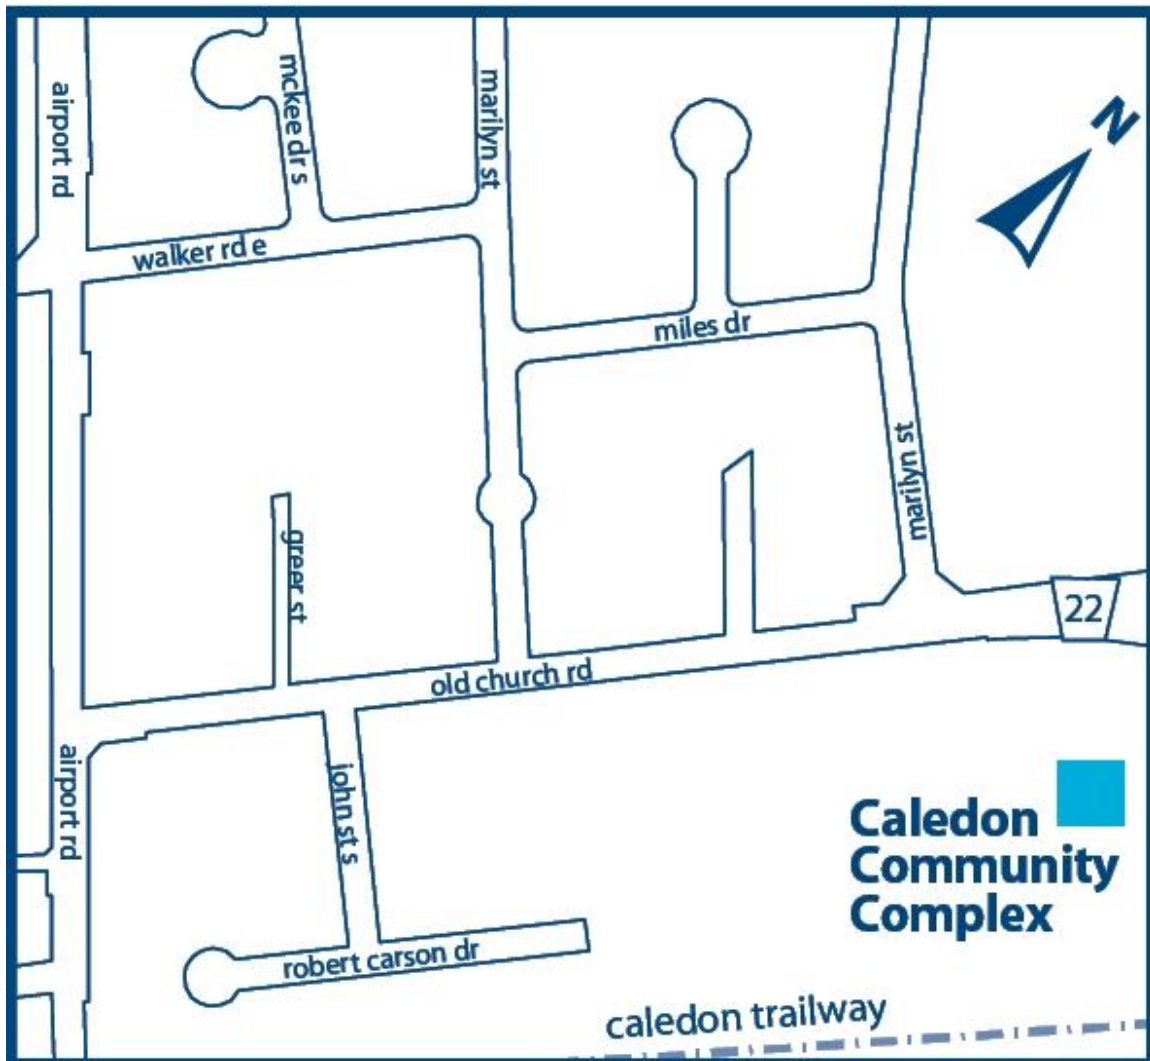 airport rd
mckee dr s
marilyn st
N
walker rd e
miles dr
marilyn st
greer st
22
old church rd
airport rd
john st s
Caledon
Community
Complex
robert carson dr
caledon trailway